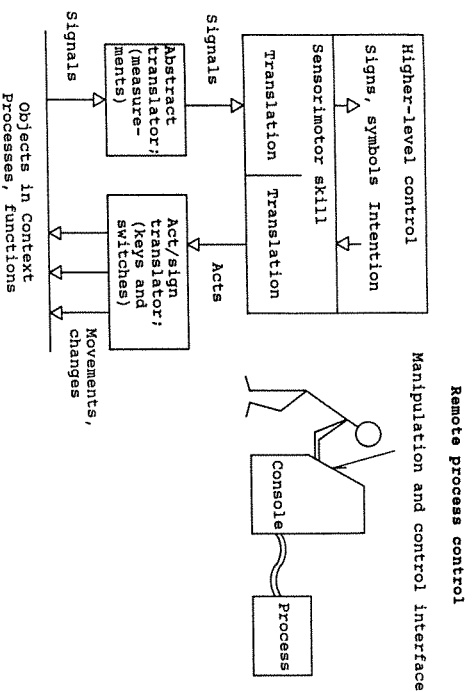 Remote process control
Manipulation and control interface
Console
Process
Higher-level control
Signs, symbols Intention
Sensorimotor skill
Translation Translation
Signals
Acts
Abstract
translator;
(measure-
ments)
Act/sign
translator;
(keys and
switches)
Signals
Movements,
changes
Objects in Context
Processes, functions